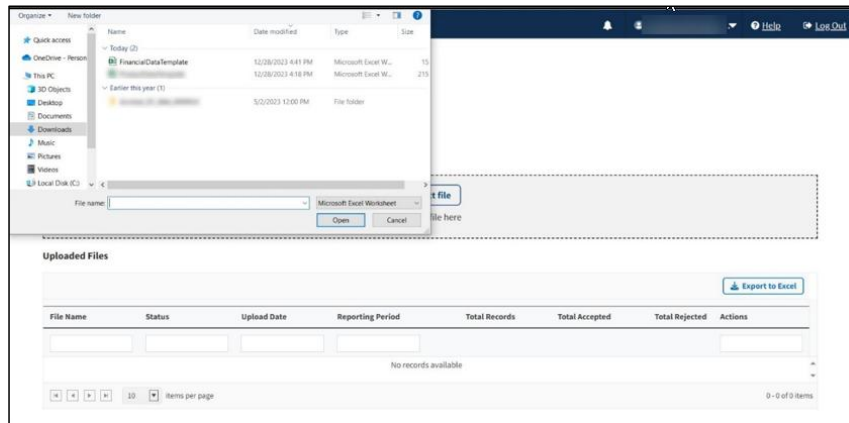 Organize New folder
Help Log Out
Name Date modified Type Size
Quick access
Today (2)
OneDrive - Person
FinancialDataTemplate 12/28/2023 4:41 PM Microsoft Excel W... 15
This PC
12/28/2023 4:18 PM Microsoft Excel W... 215
3D Objects
Earlier this year (1)
Desktop
5/2/2023 12:00 PM File folder
Documents
Downloads
Music
Pictures
Videos
Local Disk (C:)
t file
File name: Microsoft Excel Worksheet
Open Cancel
file here
Uploaded Files
Export to Excel
File Name Status Upload Date Reporting Period Total Records Total Accepted Total Rejected Actions
No records available
10 items per page 0 - 0 of 0 items